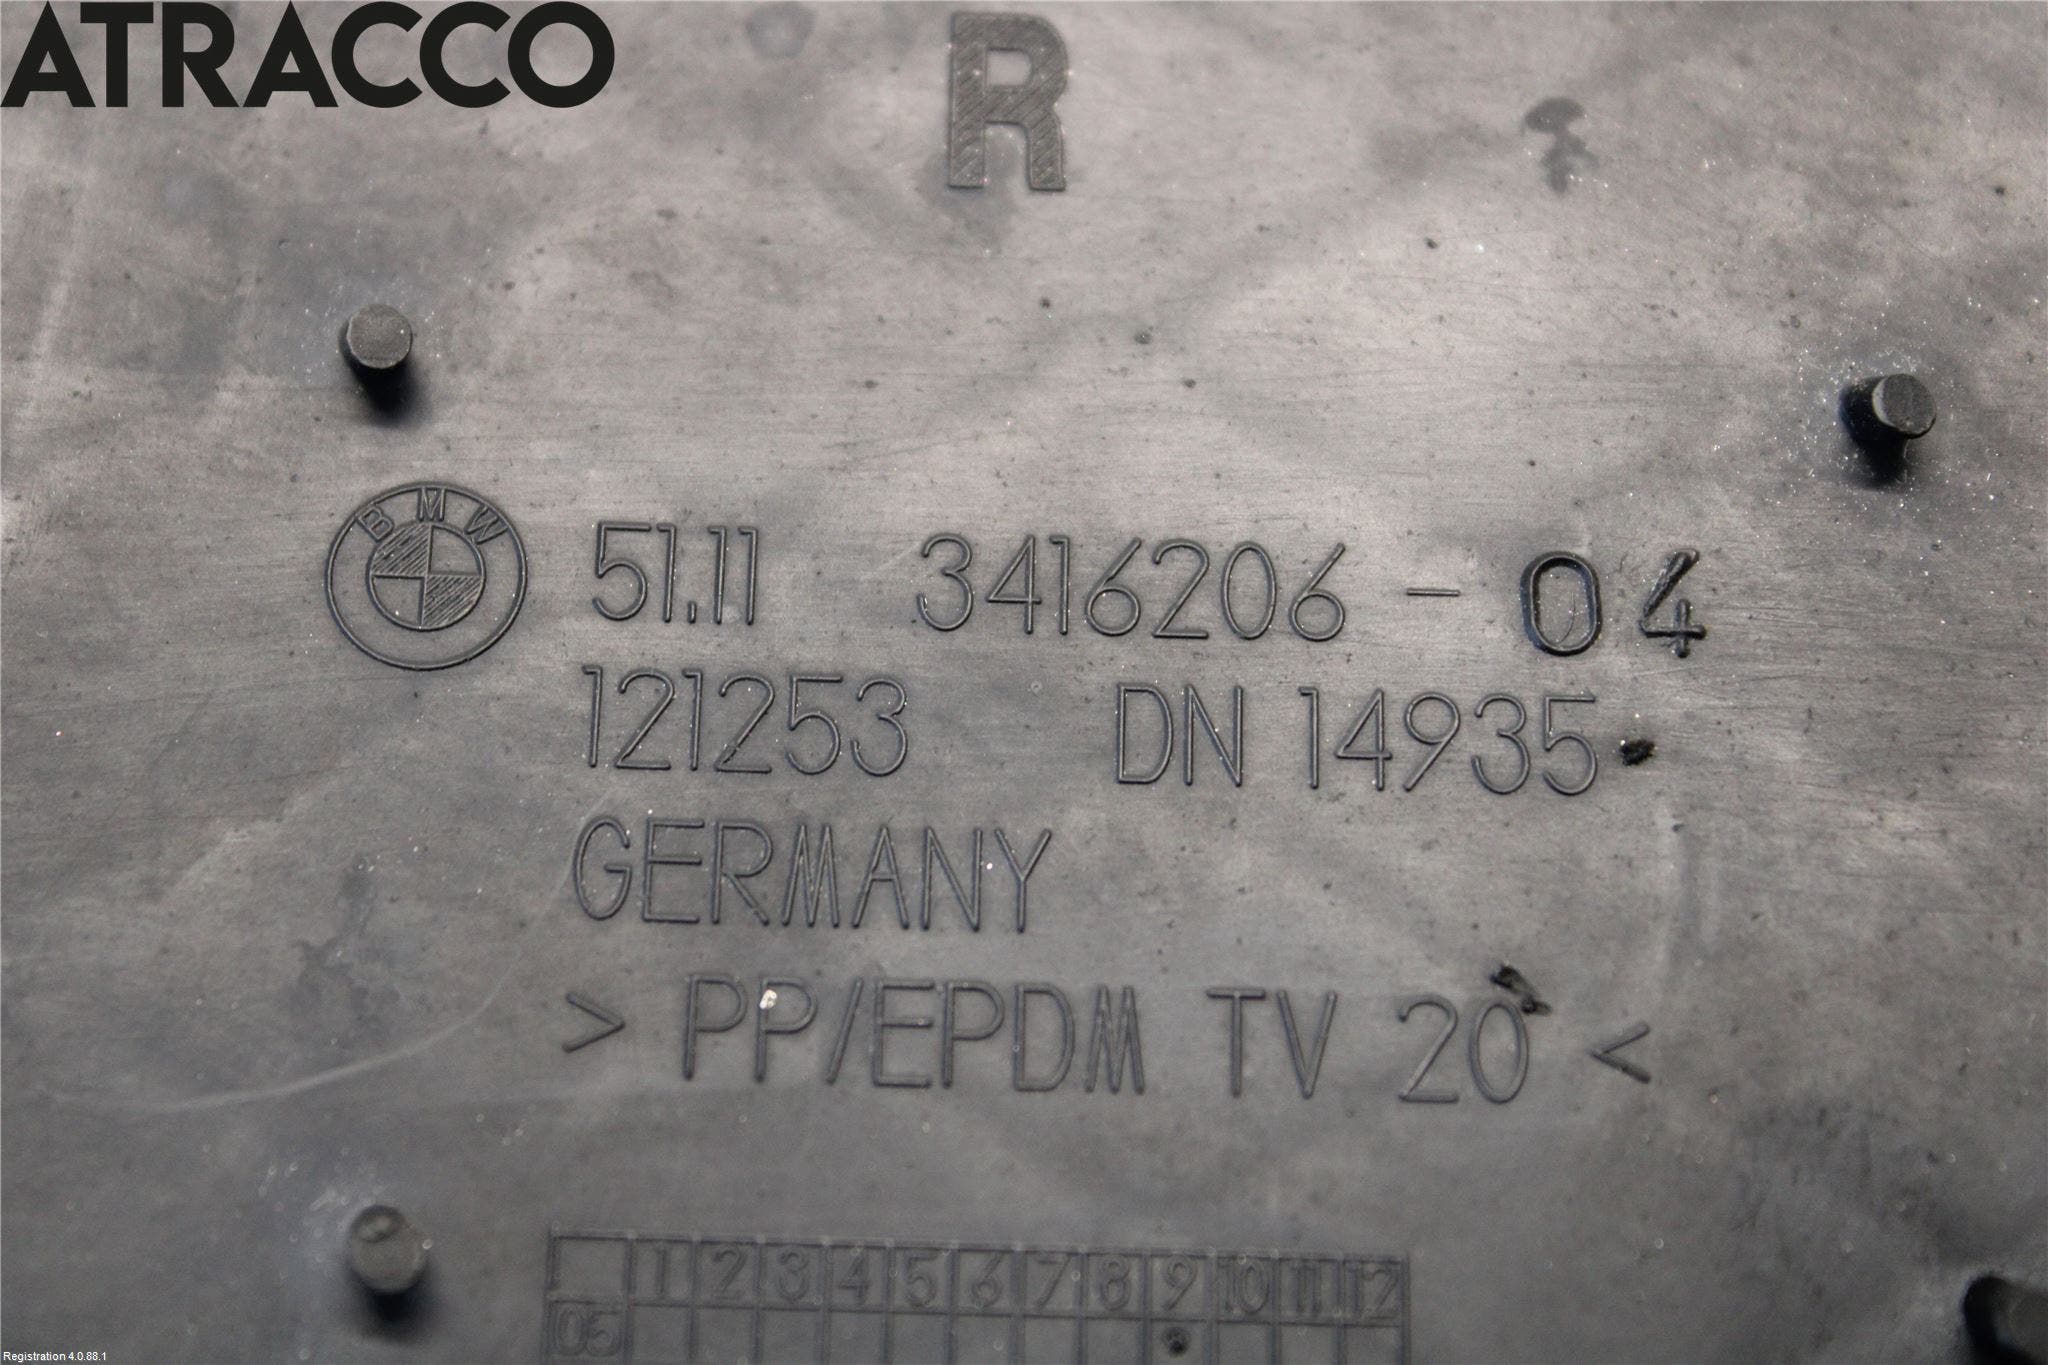 ATRACCO
R
BMW
51.11 3416206 - 04
121253 DN 14935
GERMANY
> PP/EPDM TV 20 <
1 2 3 4 5 6 7 8 9 10 11 12
05
Registration 4.0.88.1